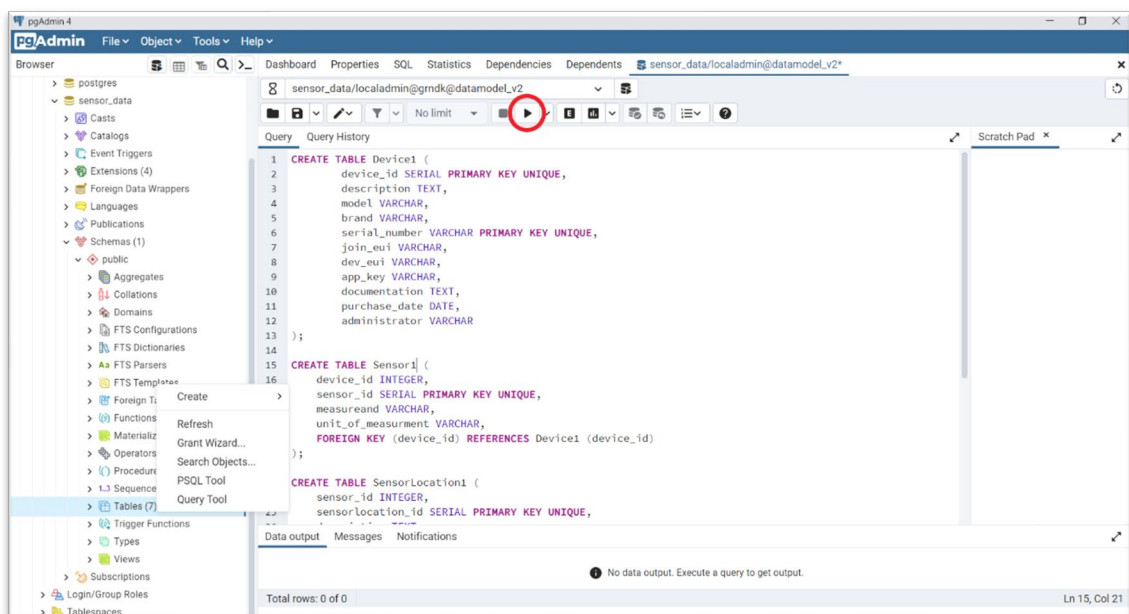 pgAdmin 4
pgAdmin File Object Tools Help
Browser
Dashboard Properties SQL Statistics Dependencies Dependents sensor_data/localadmin@datamodel_v2*
postgres
sensor_data
Casts
Catalogs
Event Triggers
Extensions (4)
Foreign Data Wrappers
Languages
Publications
Schemas (1)
public
Aggregates
Collations
Domains
FTS Configurations
FTS Dictionaries
FTS Parsers
FTS Templates
Foreign Ta
Functions
Materializ
Operators
Procedure
1..3 Sequence
Tables (7)
Trigger Functions
Types
Views
Subscriptions
Login/Group Roles
Tablespaces
Create
Refresh
Grant Wizard...
Search Objects...
PSQL Tool
Query Tool
sensor_data/localadmin@grndk@datamodel_v2
No limit
Query Query History
Scratch Pad
1 CREATE TABLE Device1 (
2 device_id SERIAL PRIMARY KEY UNIQUE,
3 description TEXT,
4 model VARCHAR,
5 brand VARCHAR,
6 serial_number VARCHAR PRIMARY KEY UNIQUE,
7 join_eui VARCHAR,
8 dev_eui VARCHAR,
9 app_key VARCHAR,
10 documentation TEXT,
11 purchase_date DATE,
12 administrator VARCHAR
13 );
14
15 CREATE TABLE Sensor1 (
16 device_id INTEGER,
sensor_id SERIAL PRIMARY KEY UNIQUE,
measureand VARCHAR,
unit_of_measurment VARCHAR,
FOREIGN KEY (device_id) REFERENCES Device1 (device_id)
);
CREATE TABLE SensorLocation1 (
sensor_id INTEGER,
sensorlocation_id SERIAL PRIMARY KEY UNIQUE,
Data output Messages Notifications
No data output. Execute a query to get output.
Total rows: 0 of 0
Ln 15, Col 21